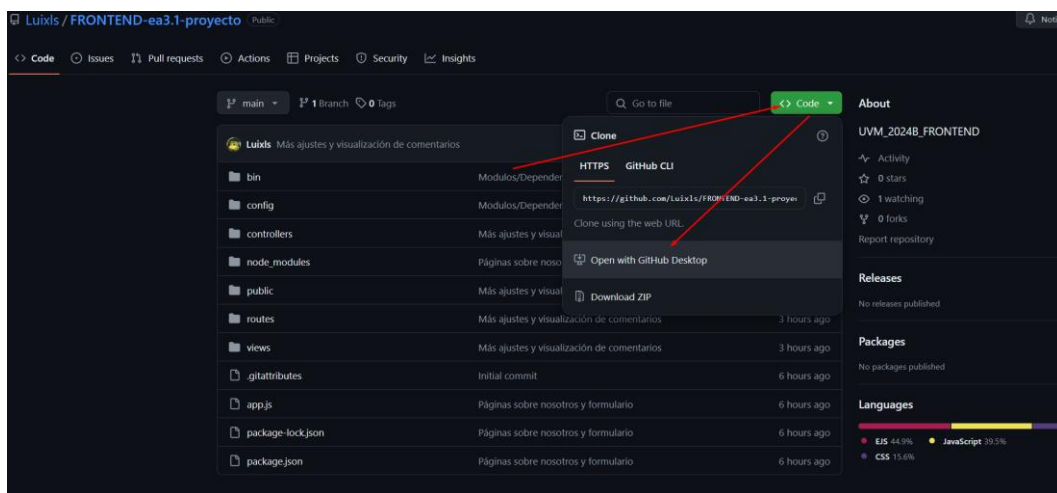 Luixls / FRONTEND-ea3.1-proyecto Public
Noti
Code Issues Pull requests Actions Projects Security Insights
main 1 Branch 0 Tags Go to file Code
Luixls Más ajustes y visualización de comentarios
bin Modulos/Depender
config Modulos/Depender
controllers Más ajustes y visual
node_modules Páginas sobre noso
public Más ajustes y visual
routes Más ajustes y visualización de comentarios 3 hours ago
views Más ajustes y visualización de comentarios 3 hours ago
.gitattributes Initial commit 6 hours ago
app.js Páginas sobre nosotros y formulario 6 hours ago
package-lock.json Páginas sobre nosotros y formulario 6 hours ago
package.json Páginas sobre nosotros y formulario 6 hours ago
Clone
HTTPS GitHub CLI
https://github.com/Luixls/FRONTEND-ea3.1-proye
Clone using the web URL.
Open with GitHub Desktop
Download ZIP
About
UVM_2024B_FRONTEND
Activity
0 stars
1 watching
0 forks
Report repository
Releases
No releases published
Packages
No packages published
Languages
EJS 44.9% JavaScript 39.5%
CSS 15.6%